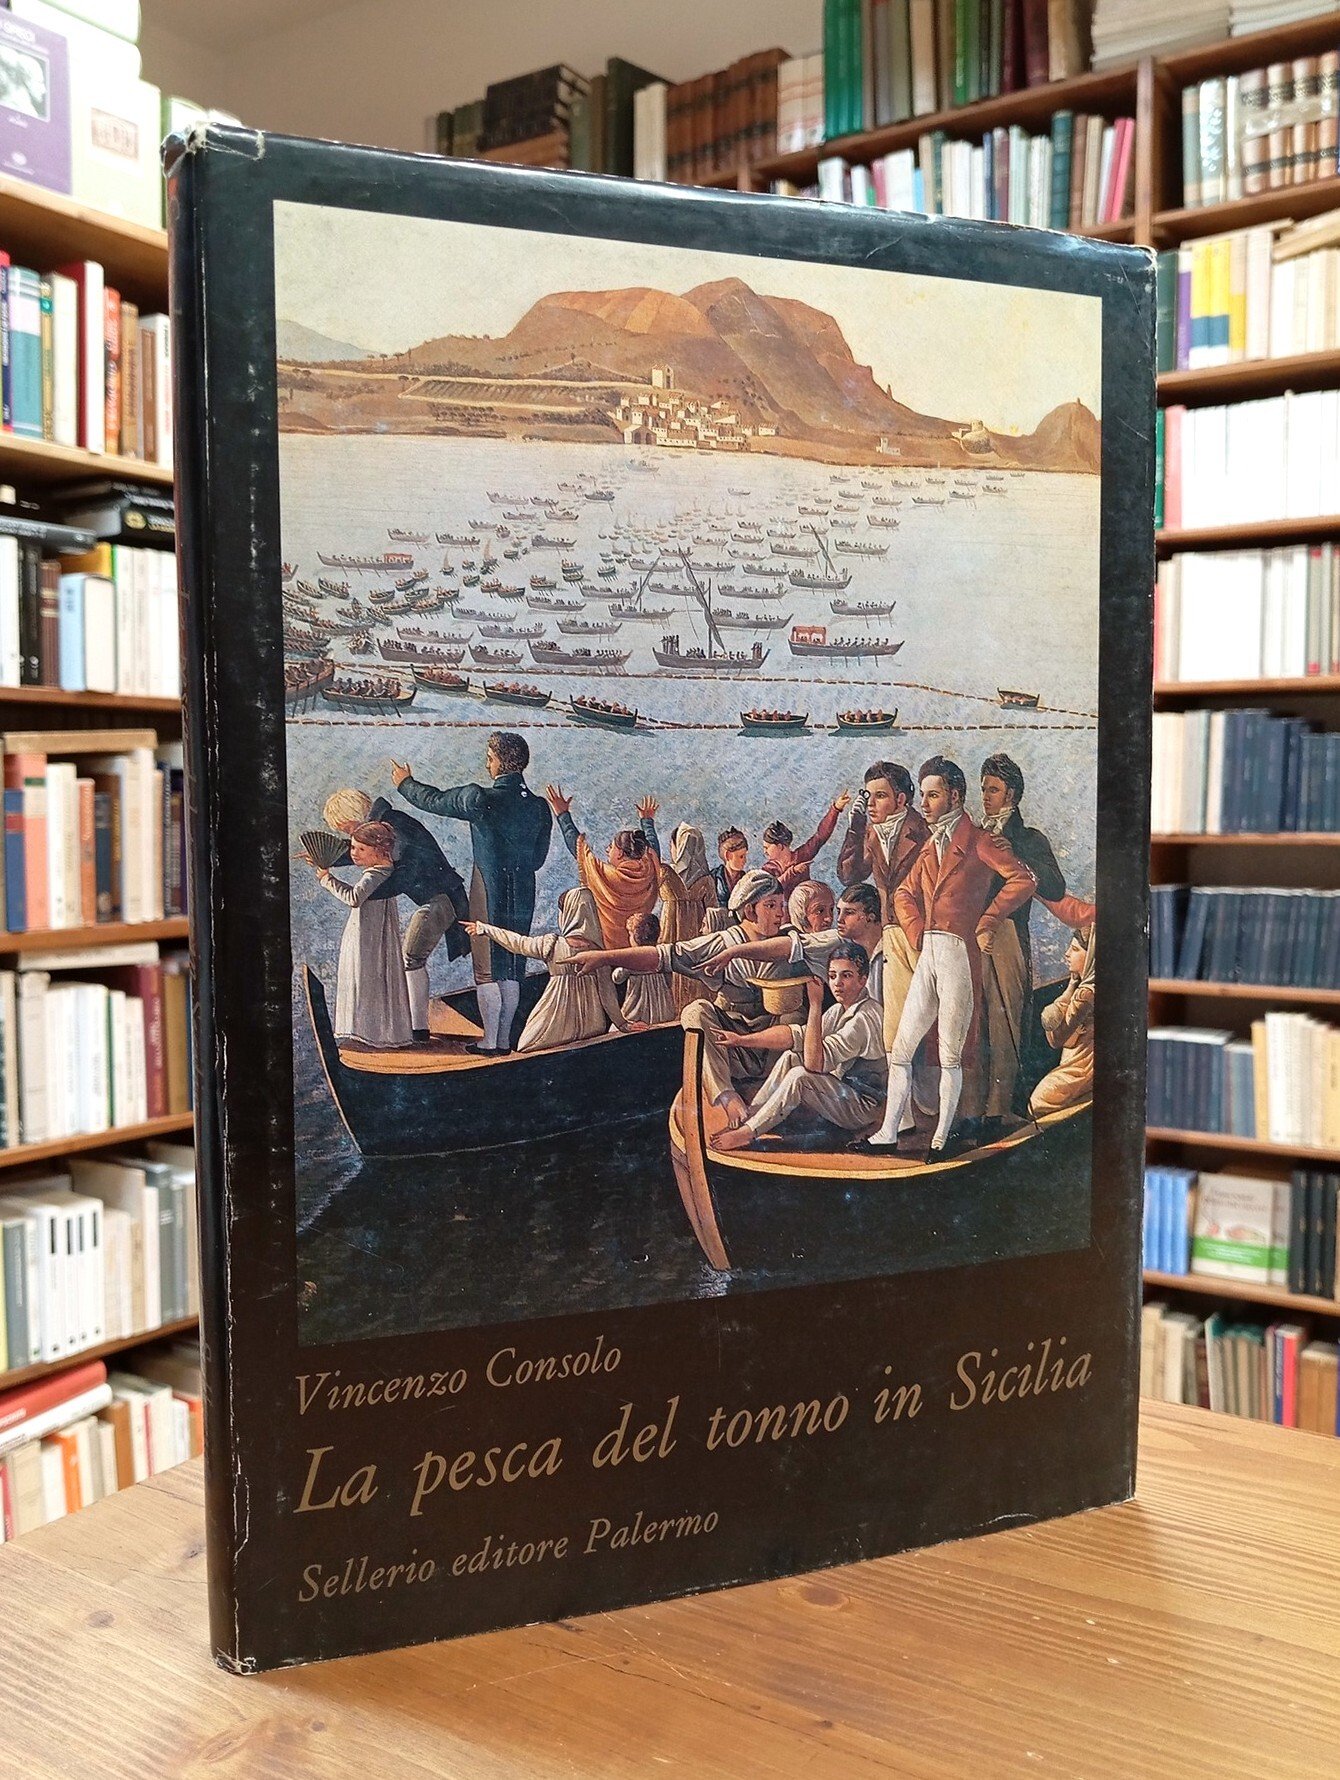 Vincenzo Consolo
La pesca del tonno in Sicilia
Sellerio editore Palermo